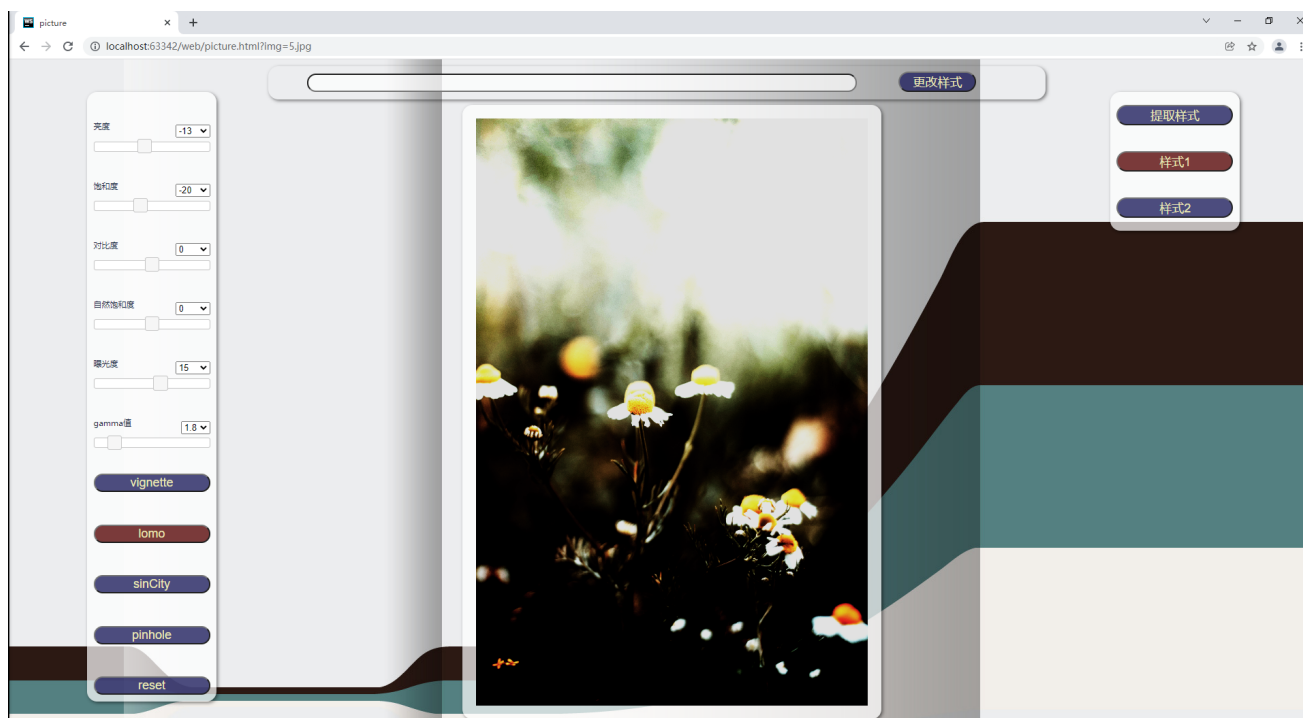 picture
localhost:63342/web/picture.html?img=5.jpg
更改样式
亮度
-13
饱和度
-20
对比度
0
自然饱和度
0
曝光度
15
gamma值
1.8
vignette
lomo
sinCity
pinhole
reset
提取样式
样式1
样式2